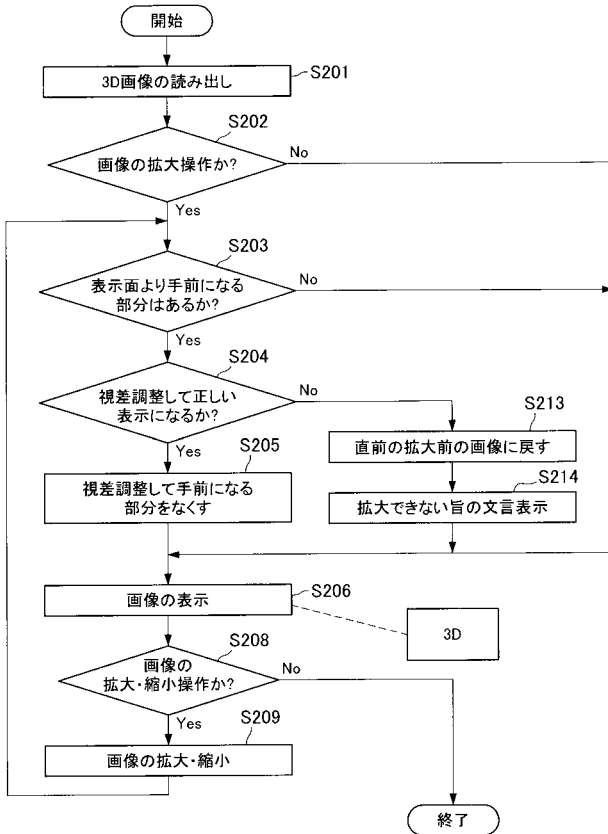 開始
S201
3D画像の読み出し
S202
画像の拡大操作か?
No
Yes
S203
表示面より手前になる
部分はあるか?
No
Yes
S204
視差調整して正しい
表示になるか?
No
Yes
S213
直前の拡大前の画像に戻す
S205
視差調整して手前になる
部分をなくす
S214
拡大できない旨の文言表示
S206
画像の表示
3D
S208
画像の
拡大・縮小操作か?
No
Yes
S209
画像の拡大・縮小
終了